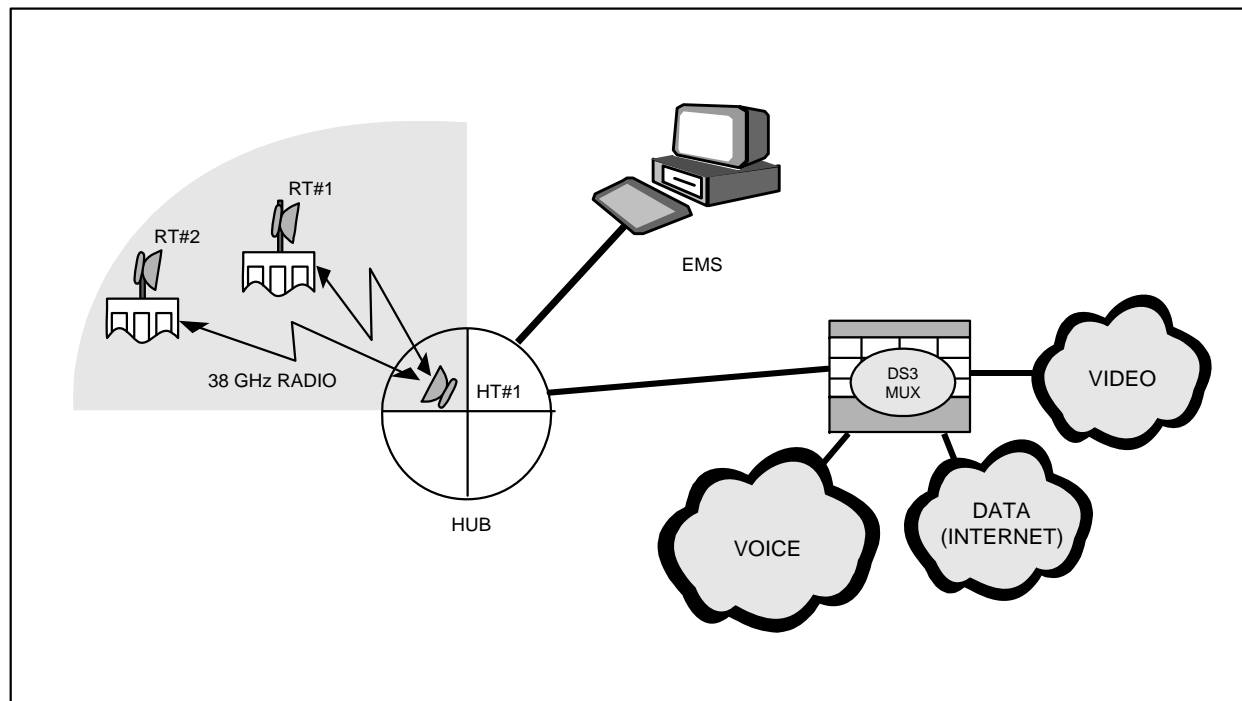 RT#1
RT#2
EMS
38 GHz RADIO
HT#1
HUB
DS3
MUX
VIDEO
VOICE
DATA
(INTERNET)